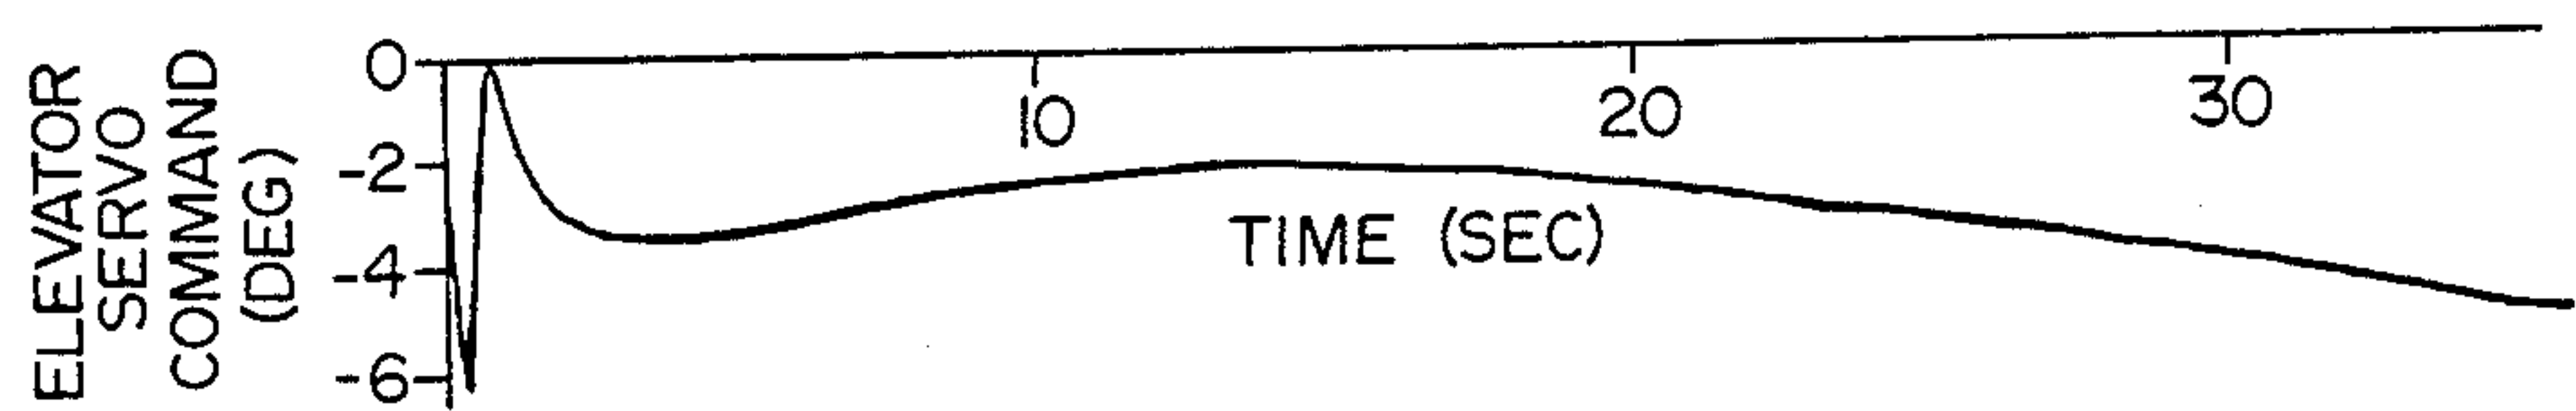 ELEVATOR
SERVO
COMMAND
(DEG)
0
-2
-4
-6
10
20
30
TIME (SEC)